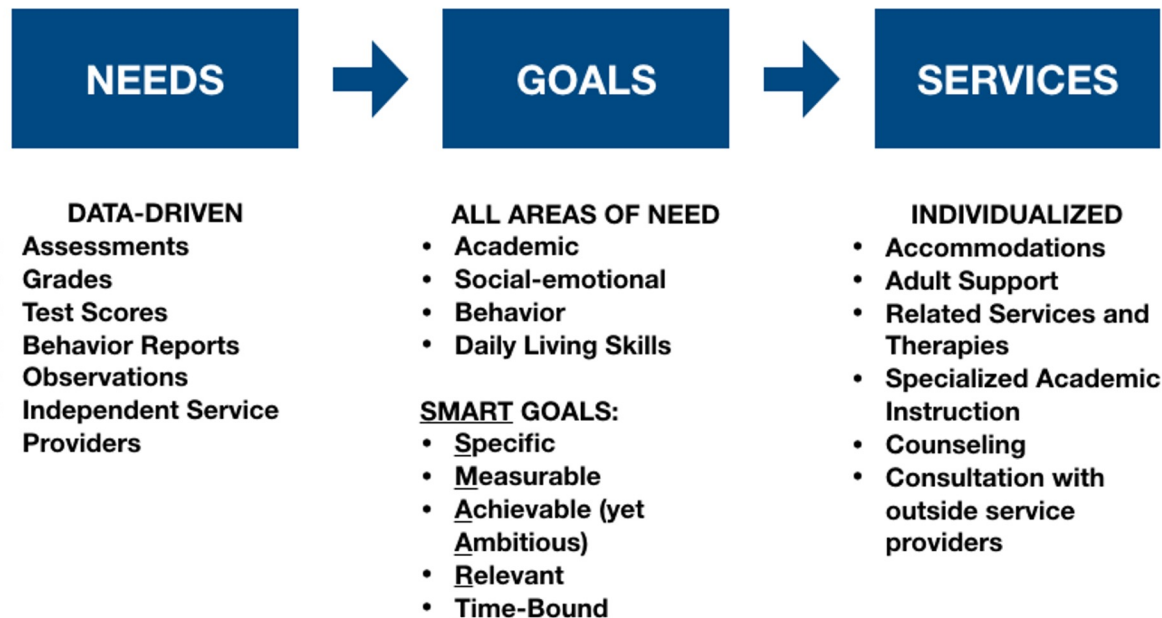 NEEDS
GOALS
SERVICES
DATA-DRIVEN
Assessments
Grades
Test Scores
Behavior Reports
Observations
Independent Service
Providers
ALL AREAS OF NEED
• Academic
• Social-emotional
• Behavior
• Daily Living Skills
SMART GOALS:
• Specific
• Measurable
• Achievable (yet
Ambitious)
• Relevant
• Time-Bound
INDIVIDUALIZED
• Accommodations
• Adult Support
• Related Services and
Therapies
• Specialized Academic
Instruction
• Counseling
• Consultation with
outside service
providers